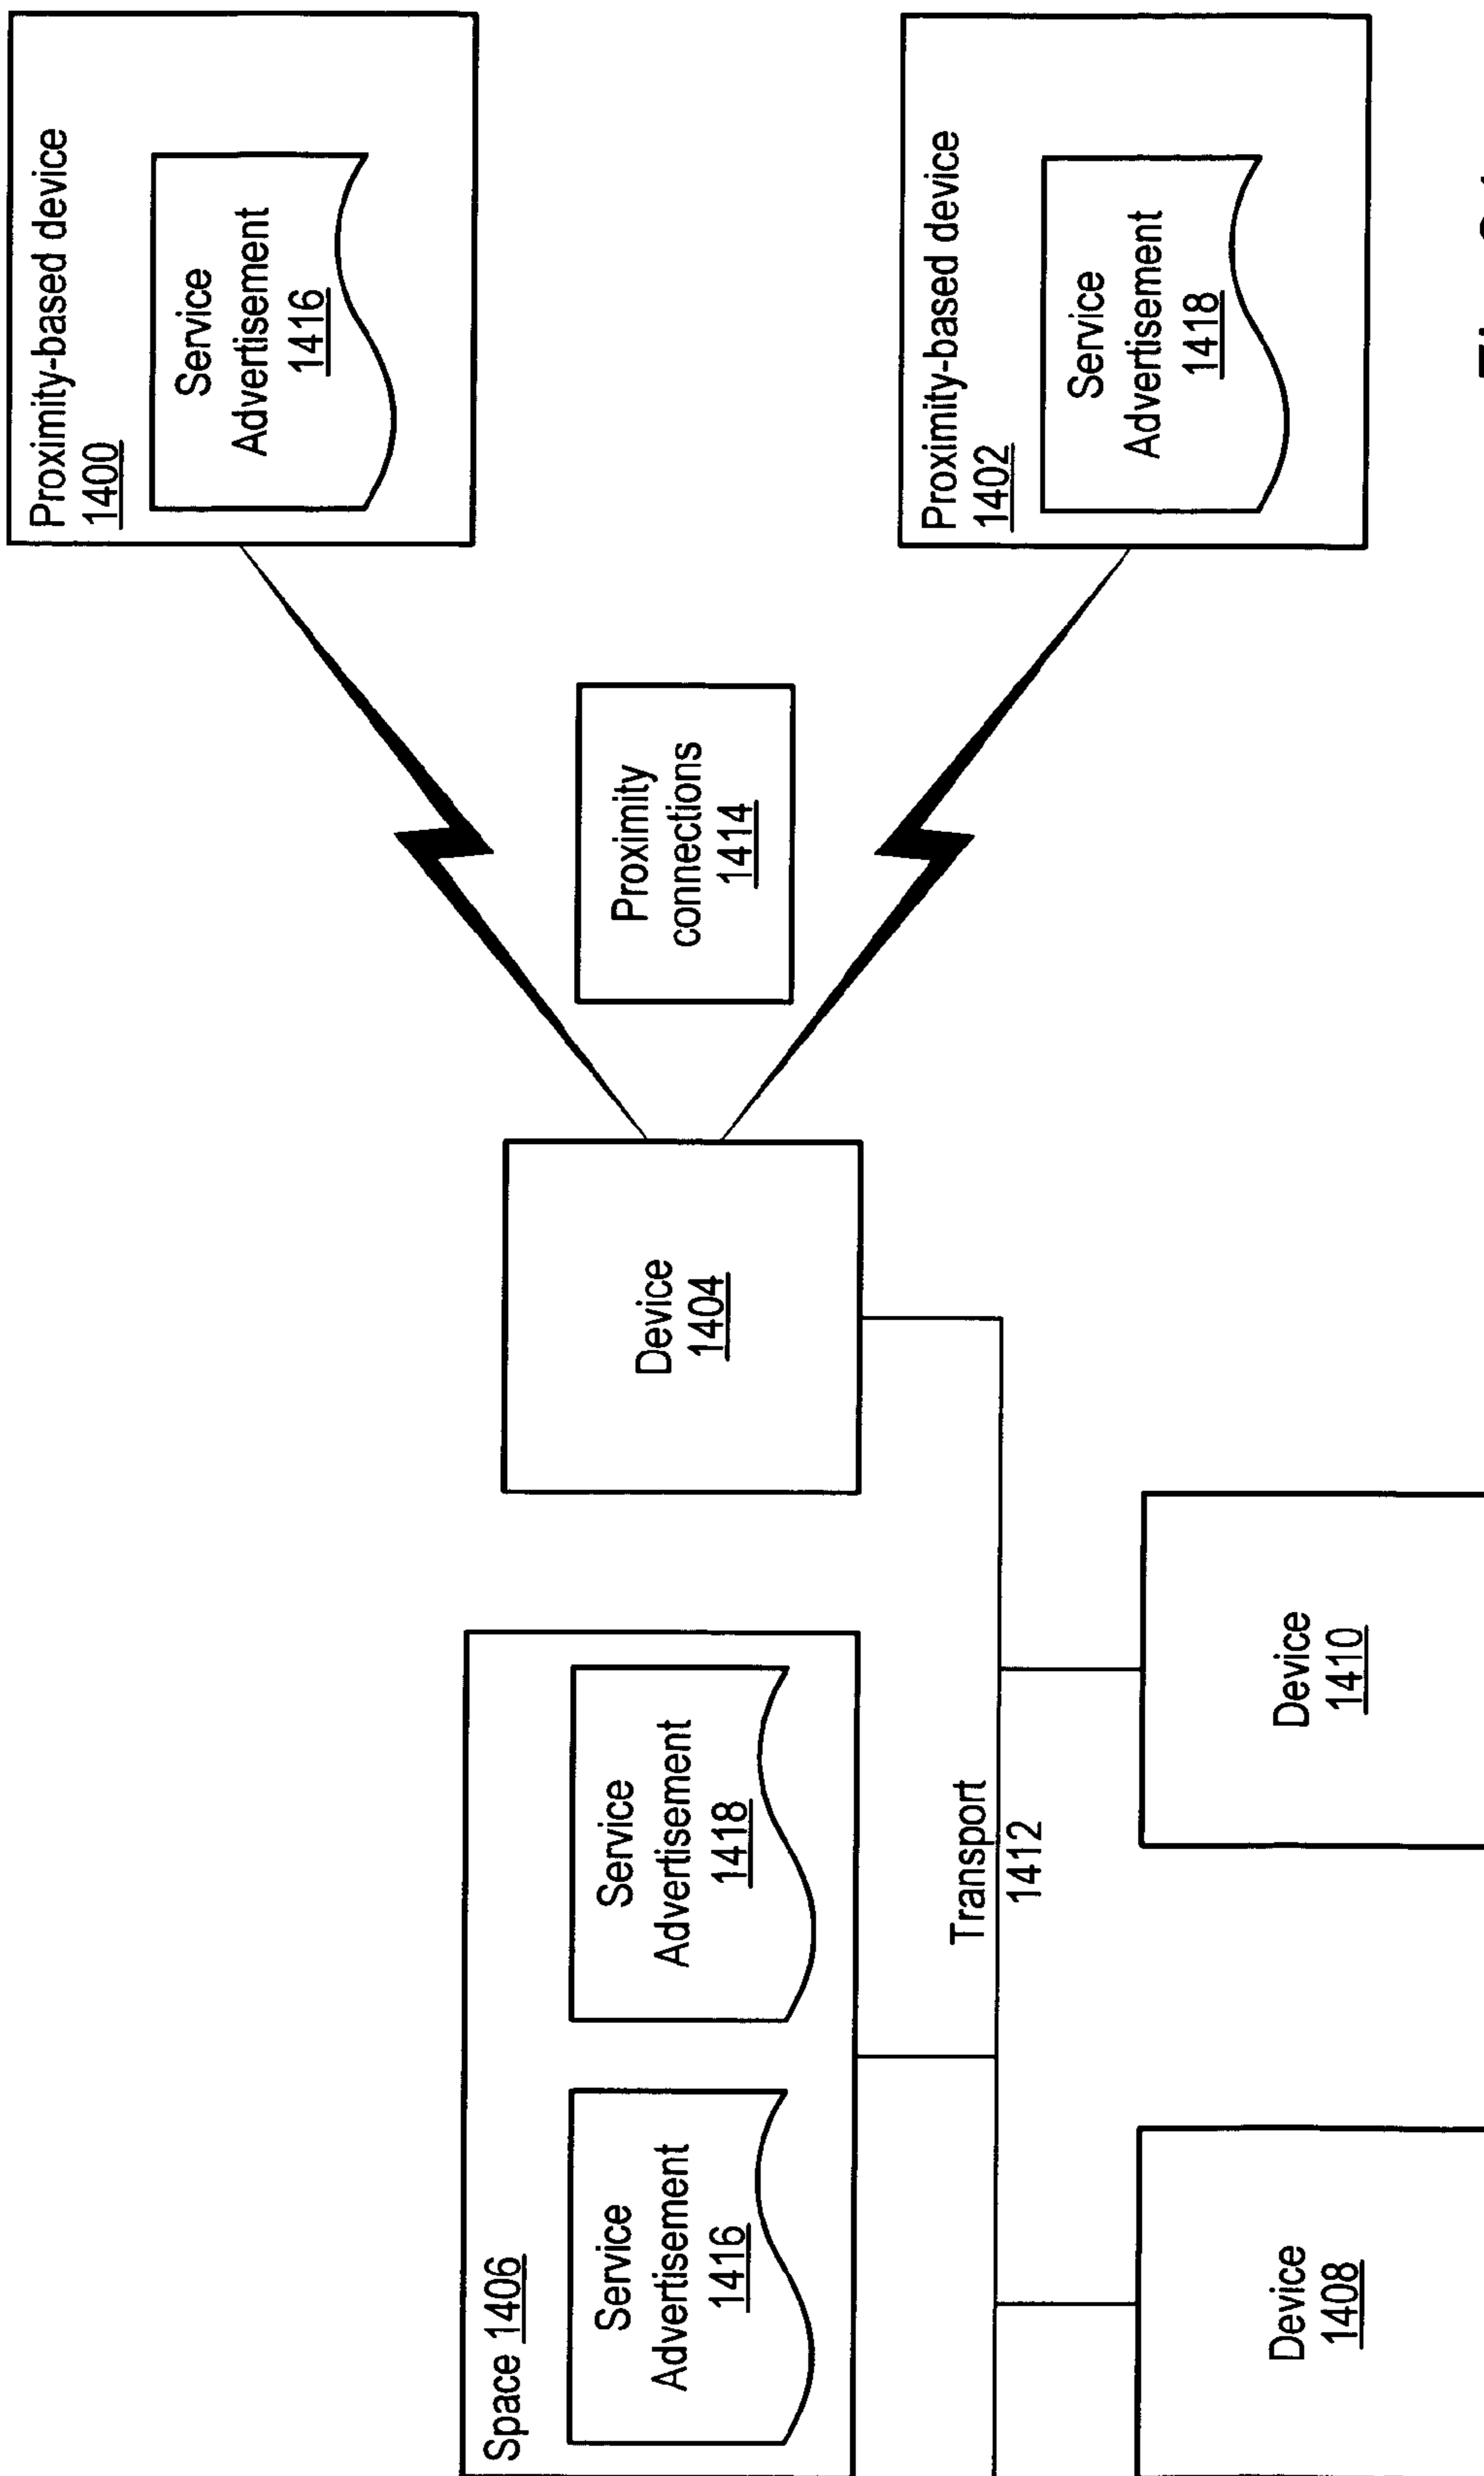 Space 1406
Service
Advertisement
1416
Service
Advertisement
1418
Device
1404
Proximity
connections
1414
Proximity-based device
1400
Service
Advertisement
1416
Proximity-based device
1402
Service
Advertisement
1418
Transport
1412
Device
1408
Device
1410